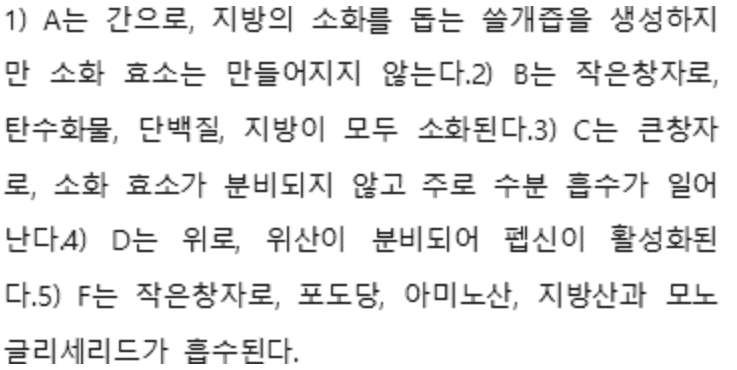 1) A는 간으로, 지방의 소화를 돕는 쓸개즙을 생성하지
만 소화 효소는 만들어지지 않는다.2) B는 작은창자로,
탄수화물, 단백질, 지방이 모두 소화된다.3) C는 큰창자
로, 소화 효소가 분비되지 않고 주로 수분 흡수가 일어
난다.4) D는 위로, 위산이 분비되어 펩신이 활성화된
다.5) F는 작은창자로, 포도당, 아미노산, 지방산과 모노
글리세리드가 흡수된다.